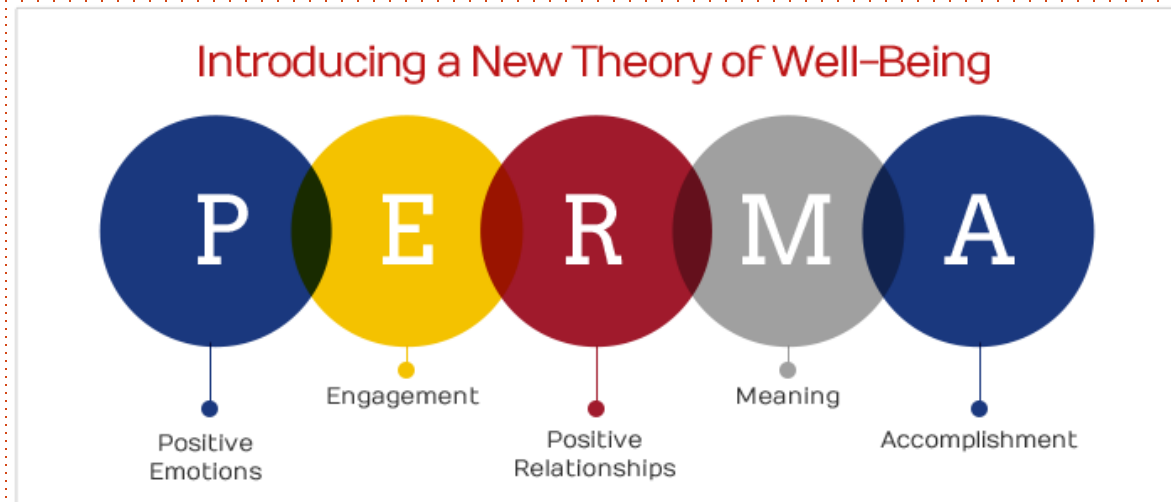 Introducing a New Theory of Well-Being
P E R M A
Engagement
Meaning
Positive
Emotions
Positive
Relationships
Accomplishment